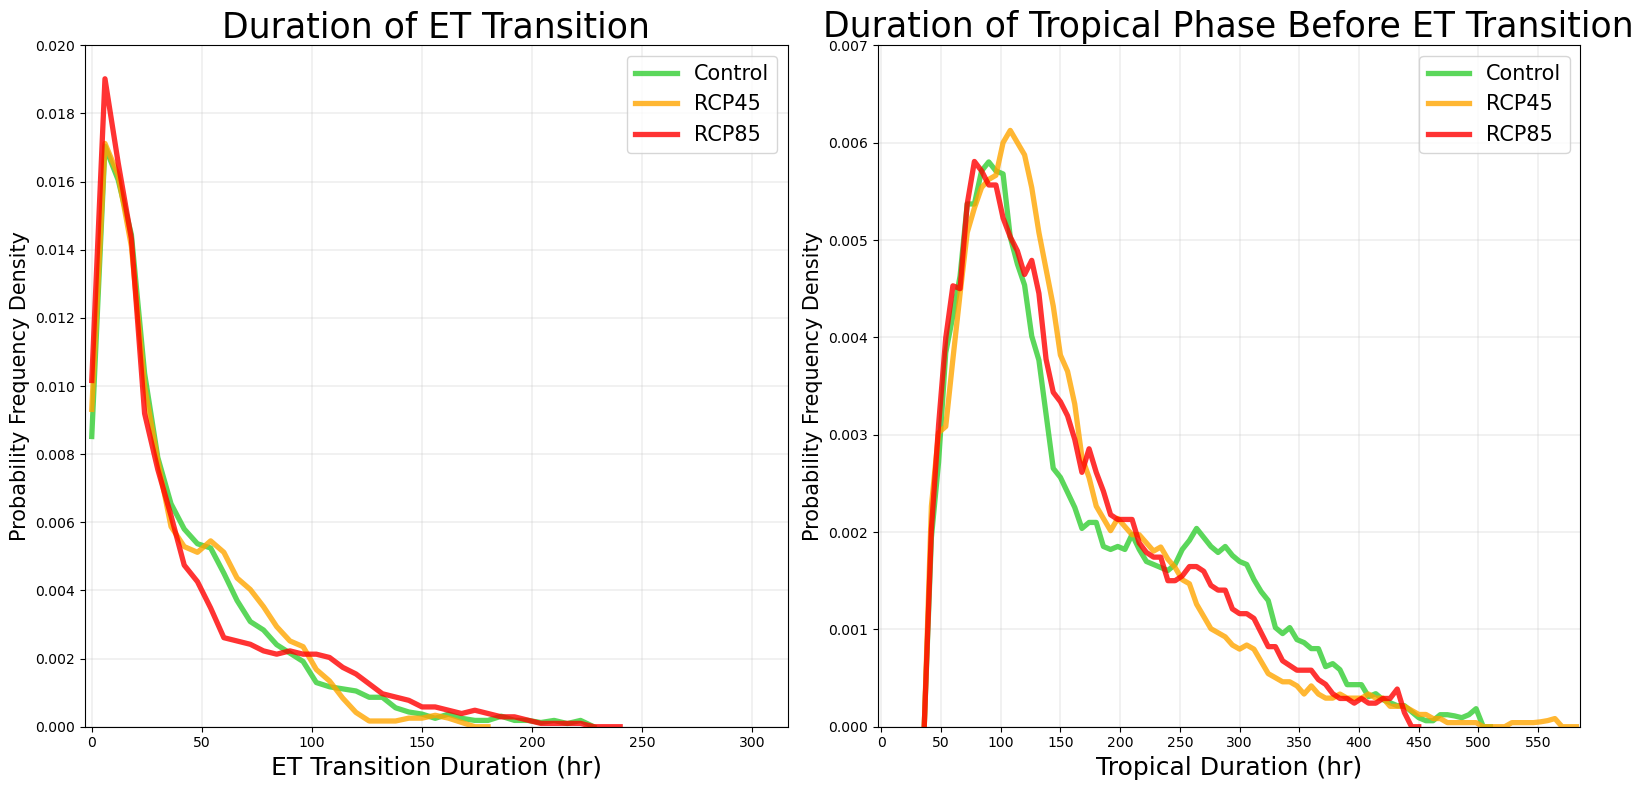 Duration of ET Transition
Probability Frequency Density
0.020
0.018
0.016
0.014
0.012
0.010
0.008
0.006
0.004
0.002
0.000
0 50 100 150 200 250 300
ET Transition Duration (hr)
Control
RCP45
RCP85
Duration of Tropical Phase Before ET Transition
Probability Frequency Density
0.007
0.006
0.005
0.004
0.003
0.002
0.001
0.000
0 50 100 150 200 250 300 350 400 450 500 550
Tropical Duration (hr)
Control
RCP45
RCP85